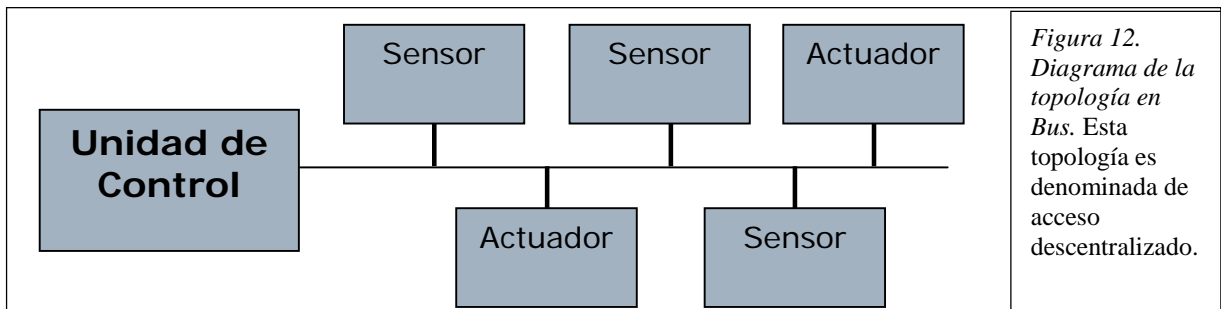 Sensor
Sensor
Actuador
Unidad de
Control
Actuador
Sensor
Figura 12.
Diagrama de la
topología en
Bus. Esta
topología es
denominada de
acceso
descentralizado.